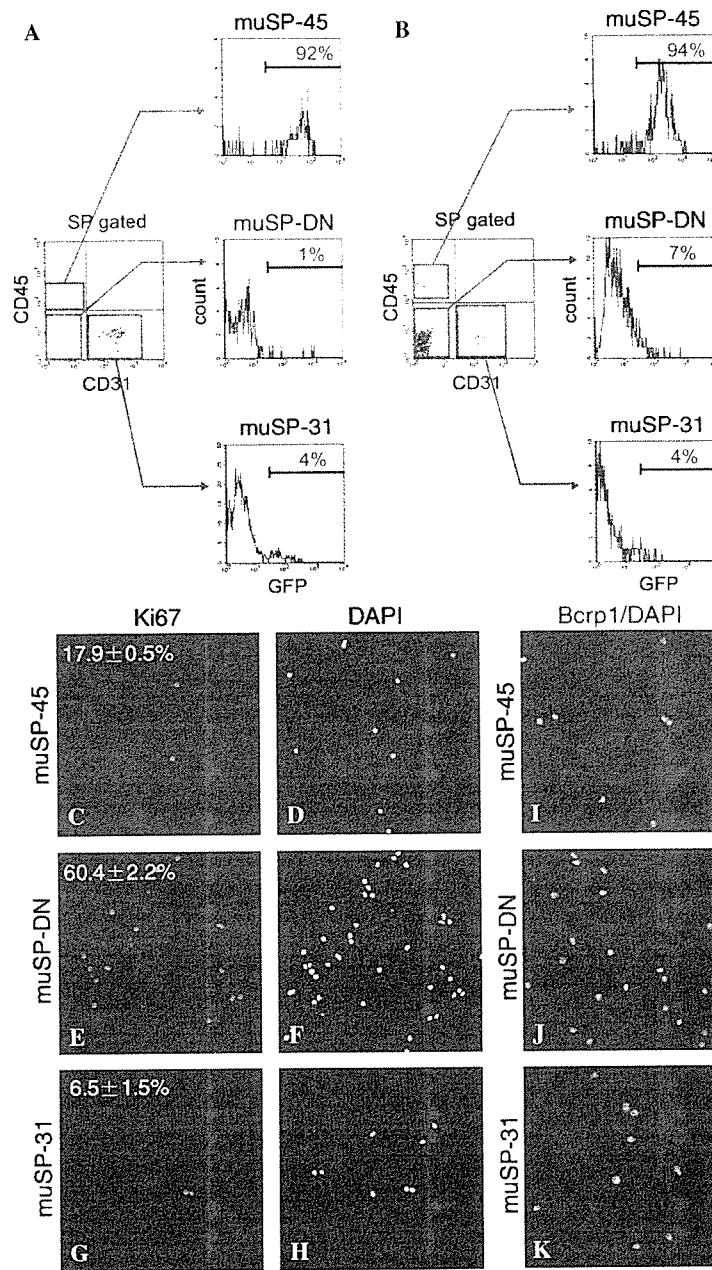 A
muSP-45
92%
SP gated
CD45
CD31
muSP-DN
1%
count
muSP-31
4%
GFP
B
muSP-45
94%
SP gated
CD45
CD31
muSP-DN
7%
count
muSP-31
4%
GFP
Ki67
DAPI
Bcrp1/DAPI
muSP-45
17.9±0.5%
C
D
muSP-45
I
muSP-DN
60.4±2.2%
E
F
muSP-DN
J
muSP-31
6.5±1.5%
G
H
muSP-31
K